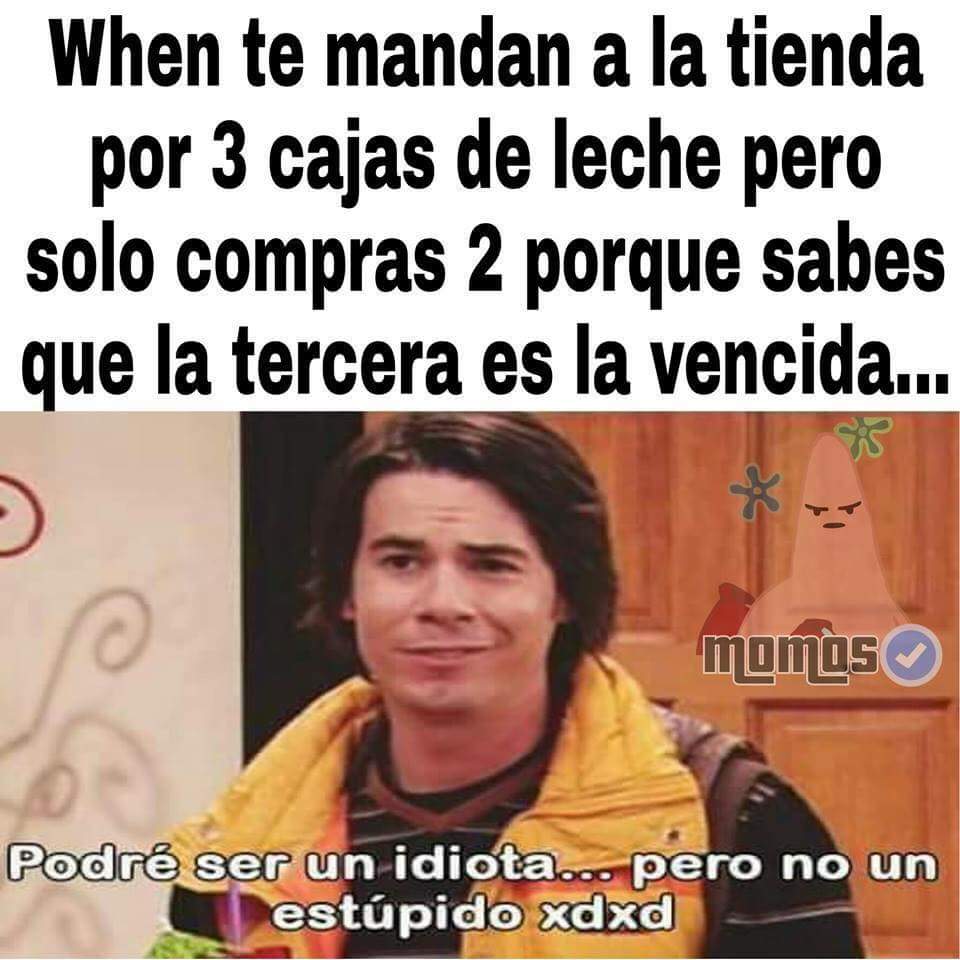 When te mandan a la tienda
por 3 cajas de leche pero
solo compras 2 porque sabes
que la tercera es la vencida...
momos
Podré ser un idiota... pero no un
estúpido xdxd